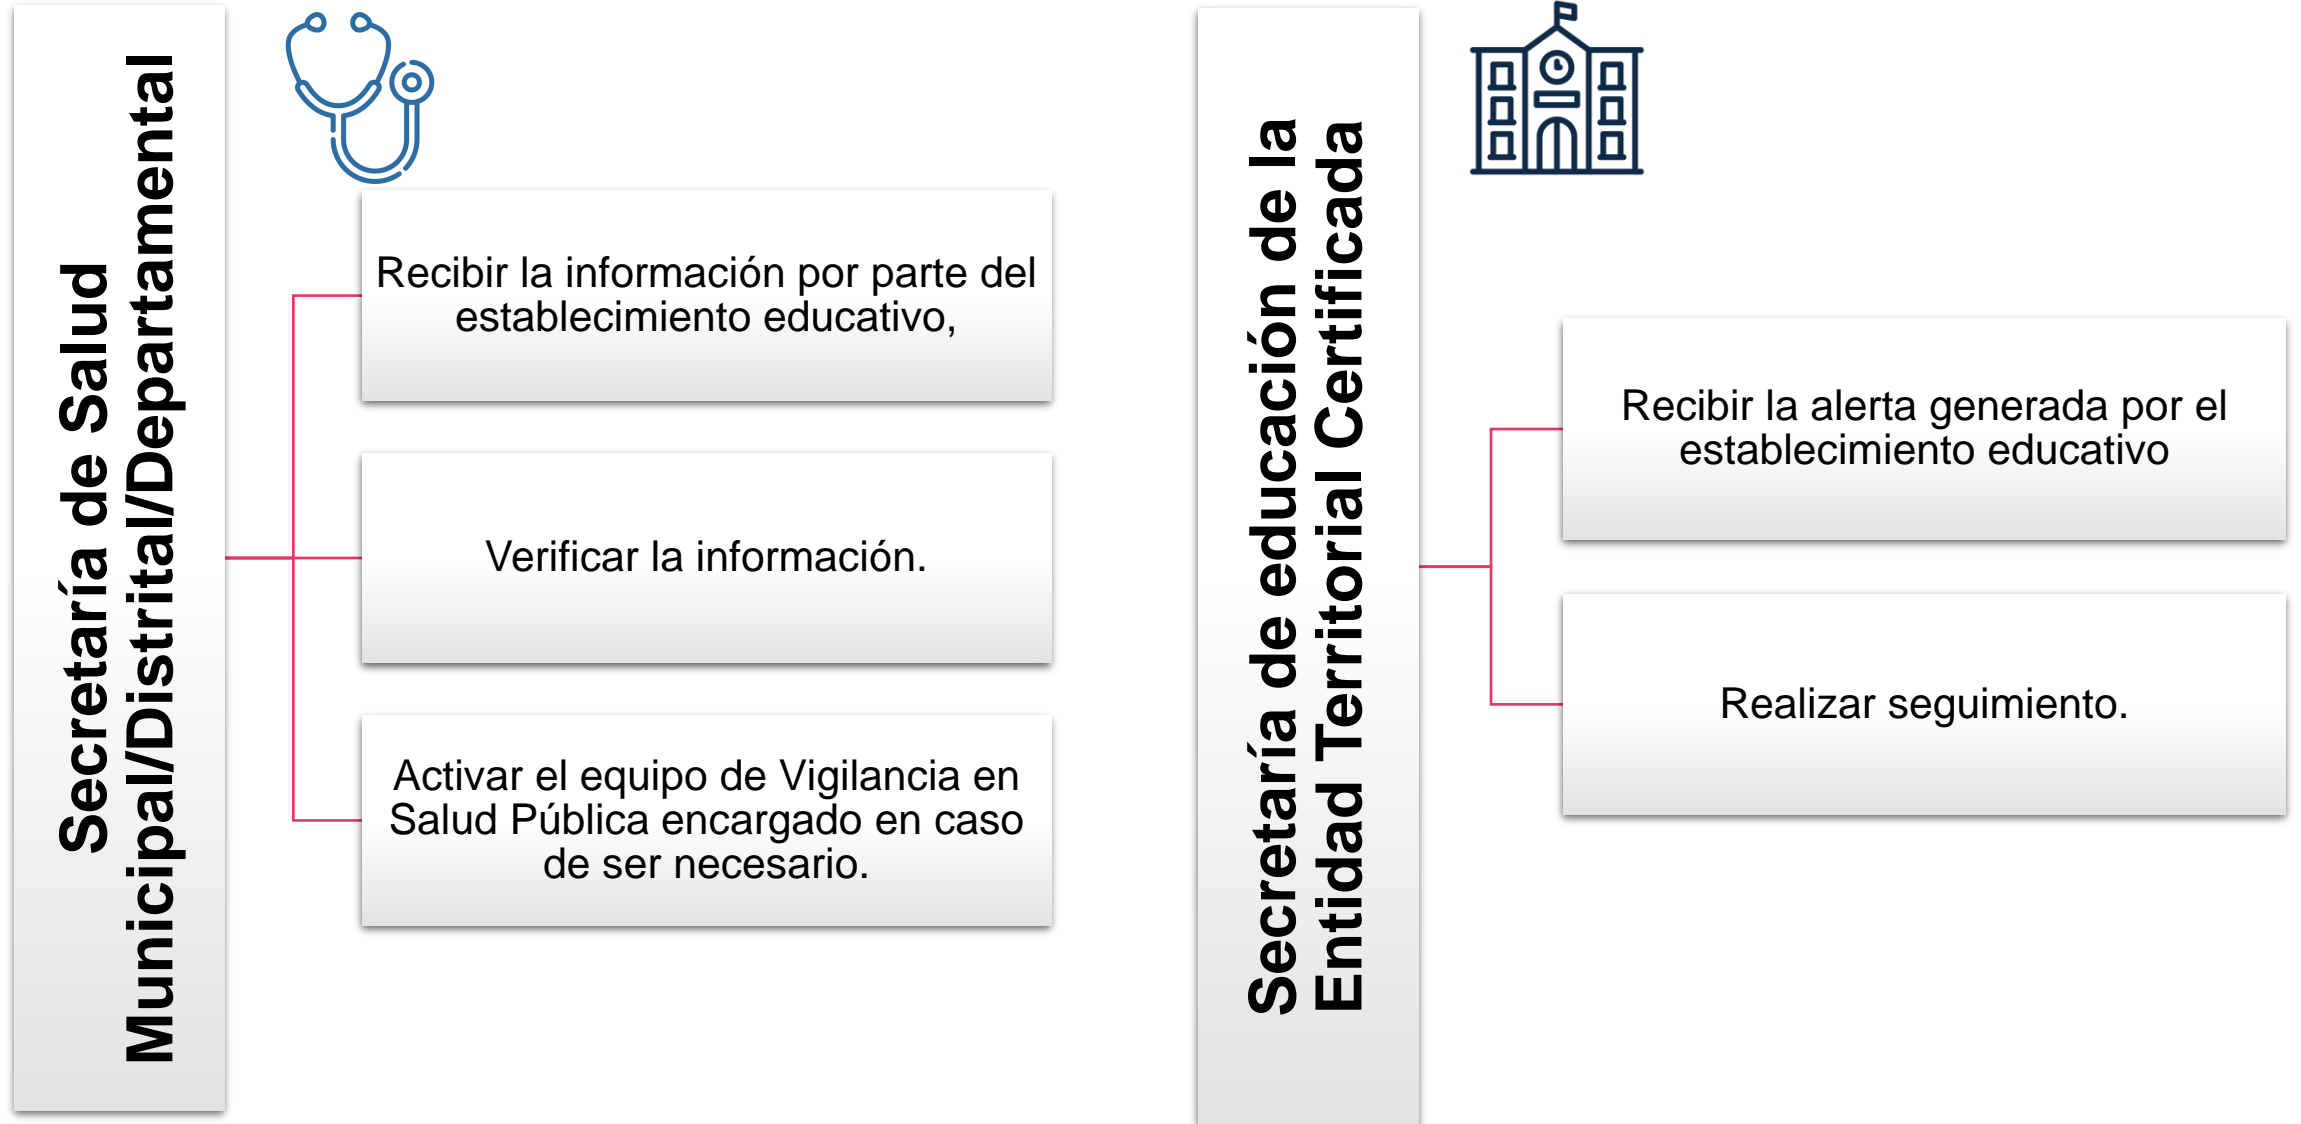 Secretaría de Salud
Municipal/Distrital/Departamental
Recibir la información por parte del
establecimiento educativo,
Verificar la información.
Activar el equipo de Vigilancia en
Salud Pública encargado en caso
de ser necesario.
Secretaría de educación de la
Entidad Territorial Certificada
Recibir la alerta generada por el
establecimiento educativo
Realizar seguimiento.